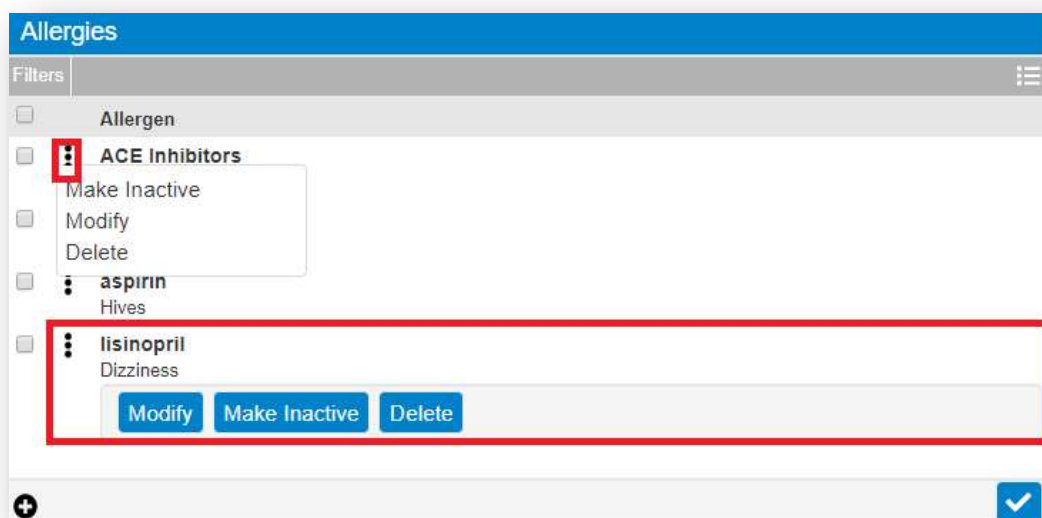 Allergies
Filters
Allergen
ACE Inhibitors
Make Inactive
Modify
Delete
aspirin
Hives
lisinopril
Dizziness
Modify Make Inactive Delete